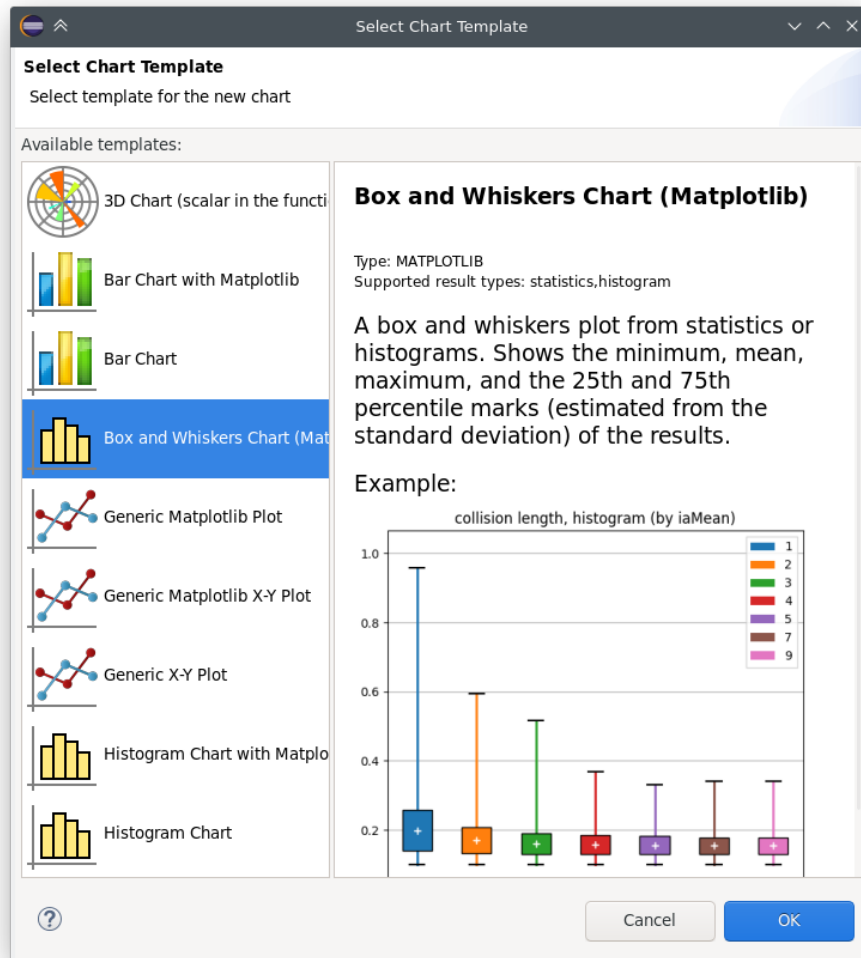 Select Chart Template
Select Chart Template
Select template for the new chart
Available templates:
3D Chart (scalar in the functi
Bar Chart with Matplotlib
Bar Chart
Box and Whiskers Chart (Mat
Generic Matplotlib Plot
Generic Matplotlib X-Y Plot
Generic X-Y Plot
Histogram Chart with Matplo
Histogram Chart
Box and Whiskers Chart (Matplotlib)
Type: MATPLOTLIB
Supported result types: statistics,histogram
A box and whiskers plot from statistics or
histograms. Shows the minimum, mean,
maximum, and the 25th and 75th
percentile marks (estimated from the
standard deviation) of the results.
Example:
collision length, histogram (by iaMean)
1.0
0.8
0.6
0.4
0.2
1
2
3
4
5
7
9
?
Cancel
OK